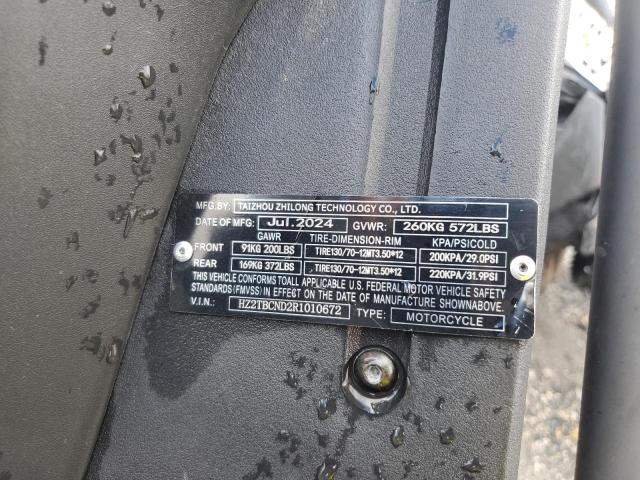 MFG.BY: TAIZHOU ZHILONG TECHNOLOGY CO., LTD.
DATE OF MFG: Jul.2024 GVWR: 260KG 572LBS
GAWR TIRE-DIMENSION-RIM KPA/PSICOLD
FRONT 91KG 200LBS TIRE130/70-12MT3.50*12 200KPA/29.0PSI
REAR 169KG 372LBS TIRE130/70-12MT3.50*12 220KPA/31.9PSI
THIS VEHICLE CONFORMS TOALL APPLICABLE U.S. FEDERAL MOTOR VEHICLE SAFETY
STANDARDS (FMVSS) IN EFFECT ON THE DATE OF MANUFACTURE SHOWNABOVE.
V.I.N.: HZ2TBCND2R1010672 TYPE: MOTORCYCLE